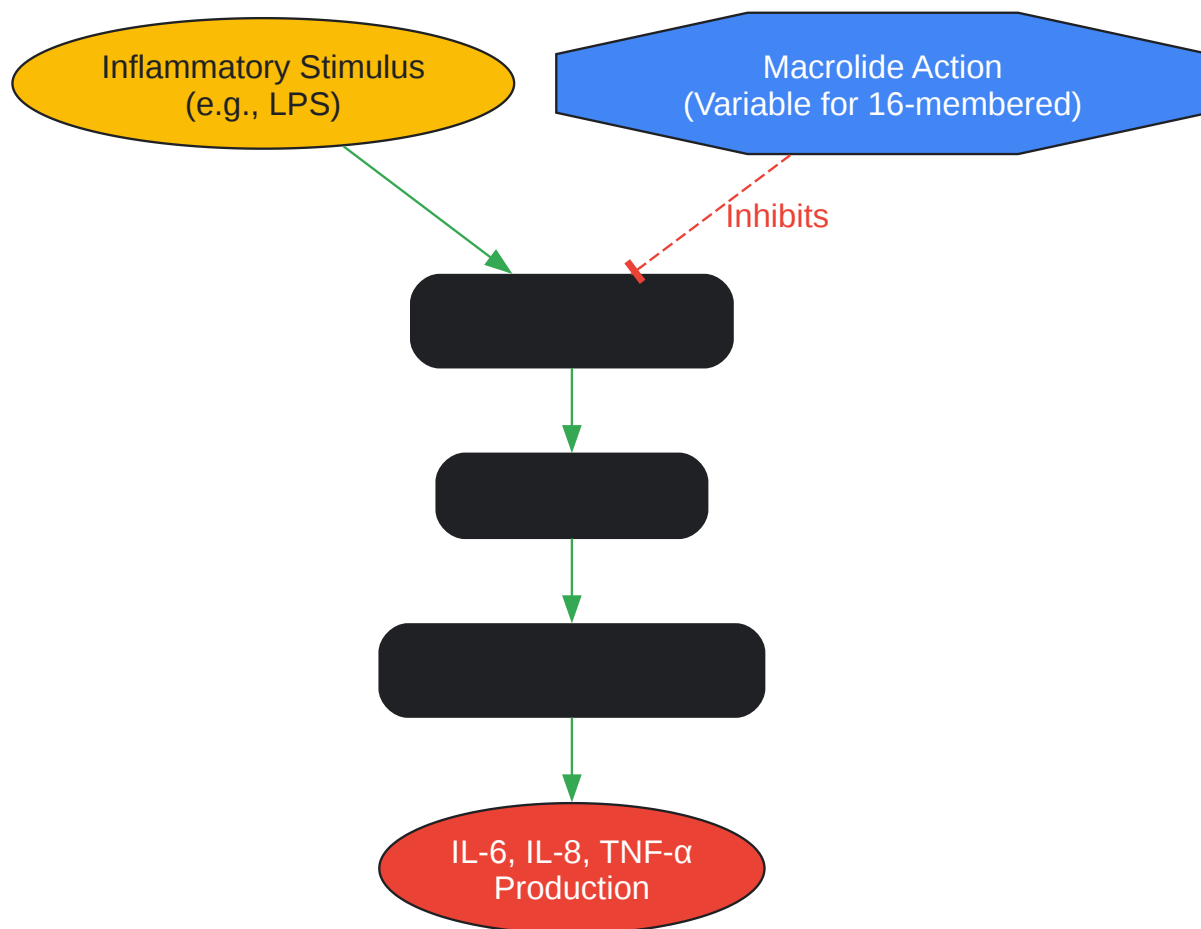 Inflammatory Stimulus
(e.g., LPS)
Macrolide Action
(Variable for 16-membered)
Inhibits
IL-6, IL-8, TNF-α
Production